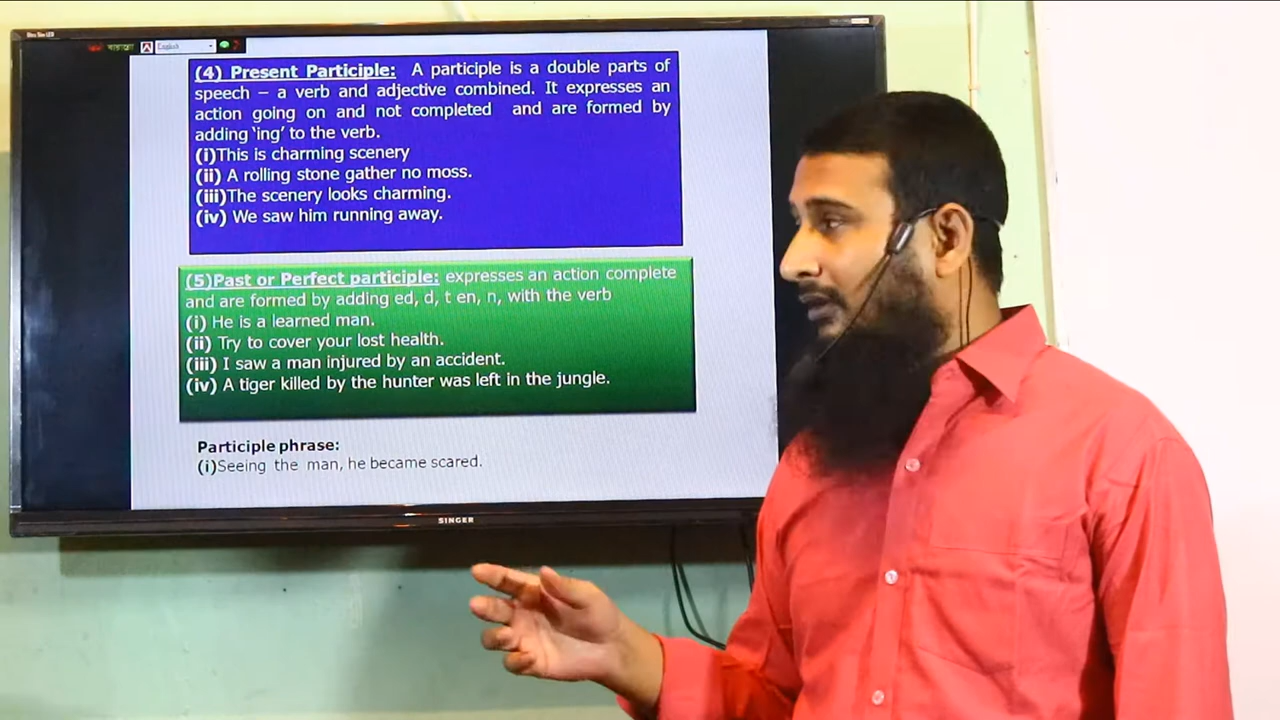 বাংলা
English
(4) Present Participle: A participle is a double parts of
speech – a verb and adjective combined. It expresses an
action going on and not completed and are formed by
adding 'ing' to the verb.
(i)This is charming scenery
(ii) A rolling stone gather no moss.
(iii)The scenery looks charming.
(iv) We saw him running away.
(5)Past or Perfect participle: expresses an action complete
and are formed by adding ed, d, t en, n, with the verb
(i) He is a learned man.
(ii) Try to cover your lost health.
(iii) I saw a man injured by an accident.
(iv) A tiger killed by the hunter was left in the jungle.
Participle phrase:
(i)Seeing the man, he became scared.
SINGER